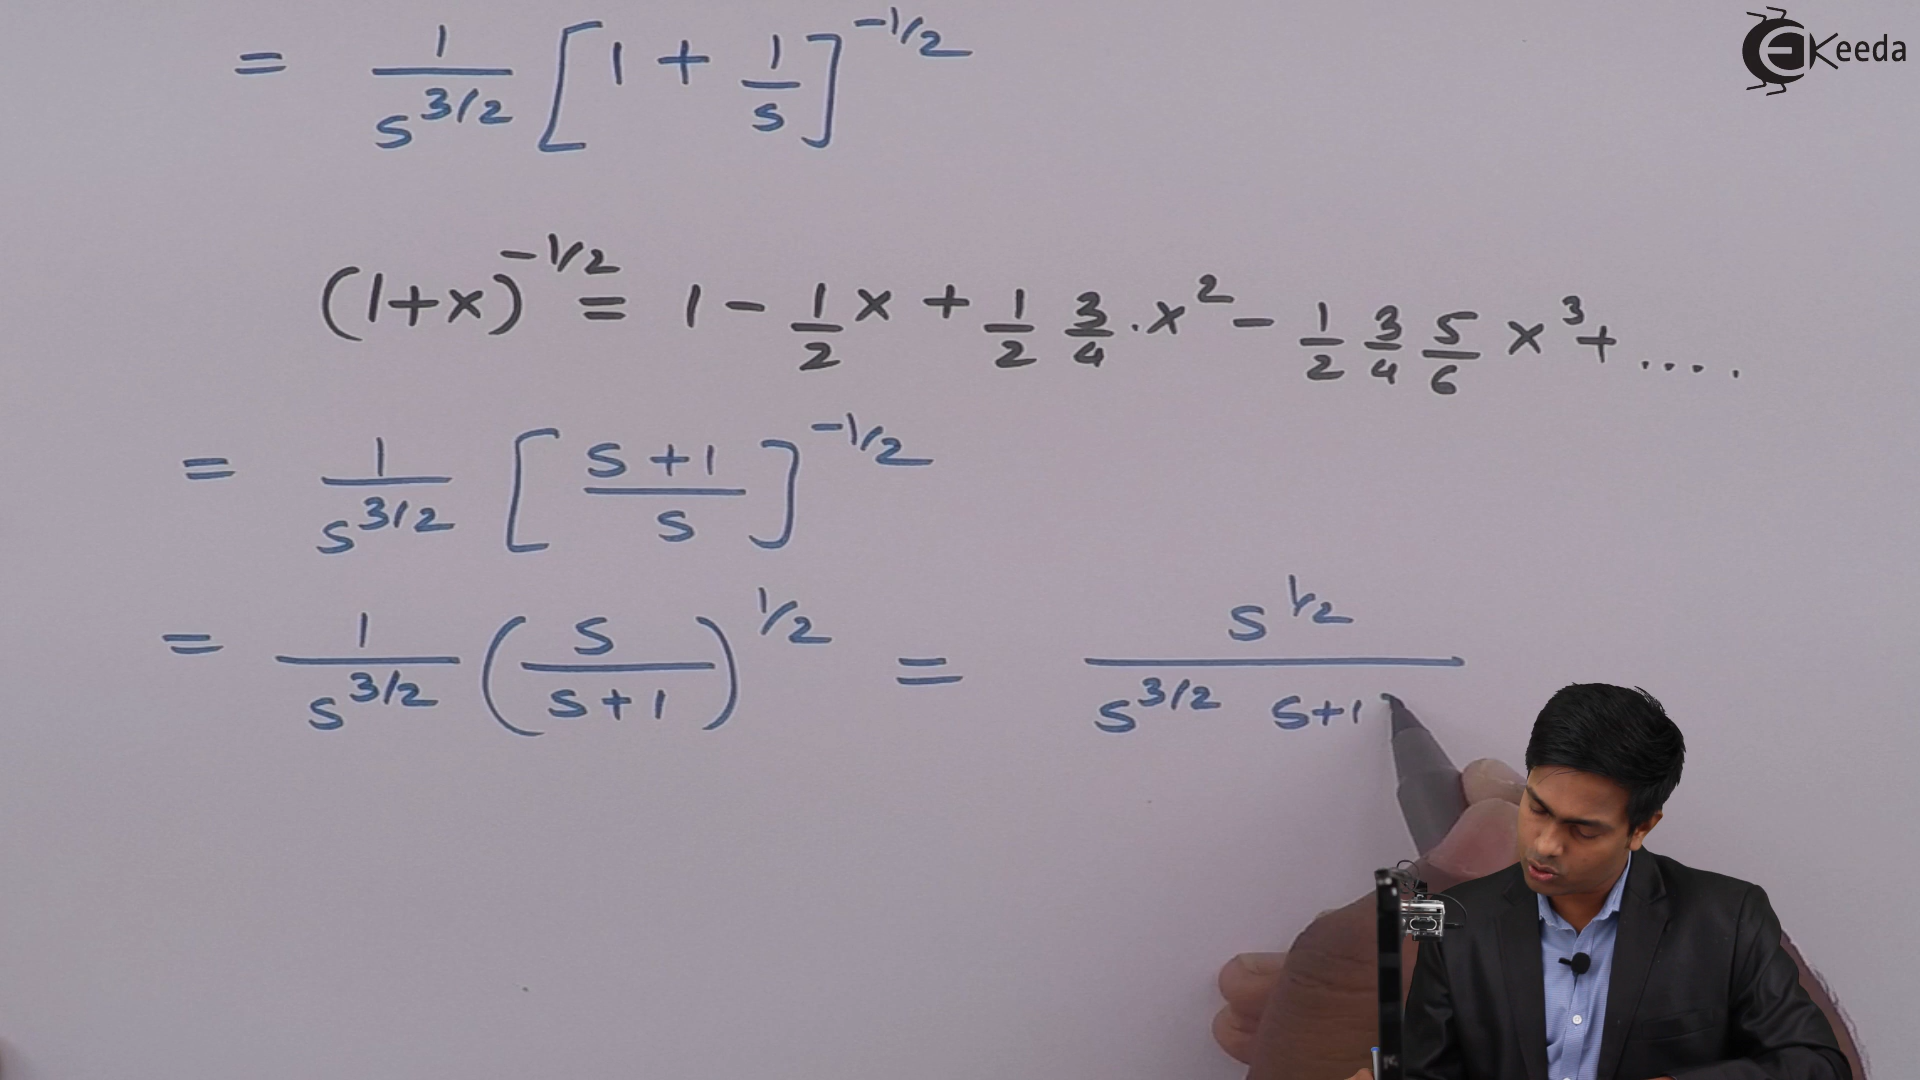 EKeeda
= 1/s^3/2 [1 + 1/s]^-1/2
(1+x)^-1/2 = 1 - 1/2 x + 1/2 3/4 . x^2 - 1/2 3/4 5/6 x^3 + .....
= 1/s^3/2 [s+1/s]^-1/2
= 1/s^3/2 (s/s+1)^1/2 = s^1/2 / s^3/2 s+1